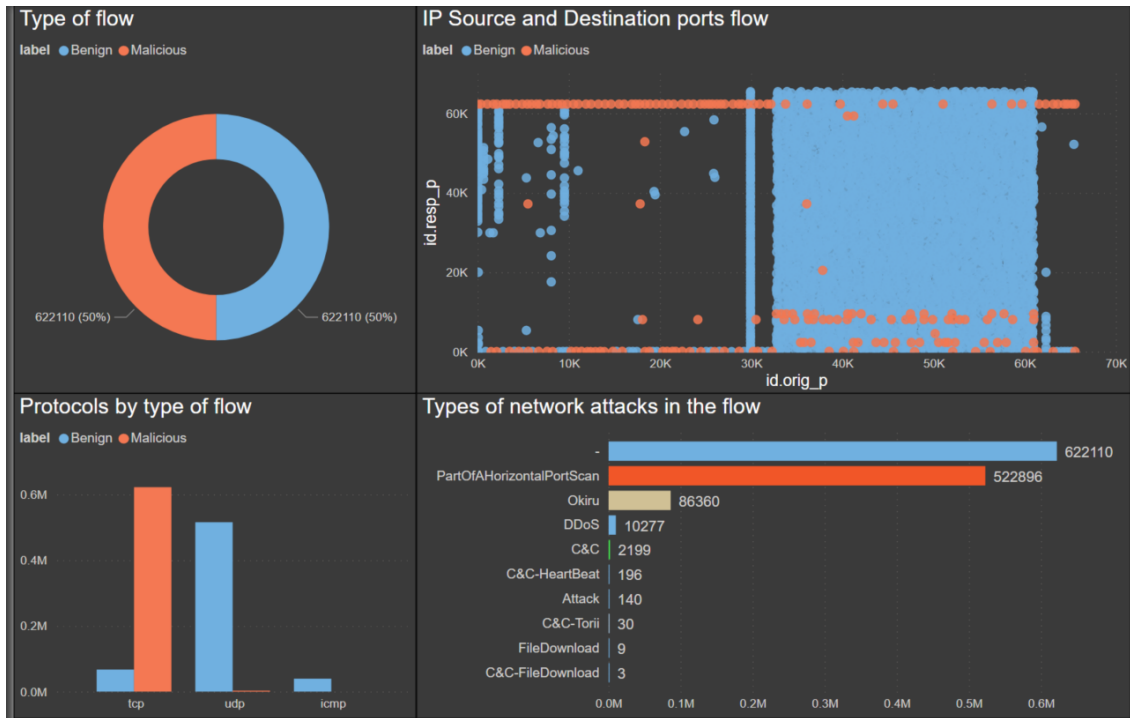 Type of flow
label Benign Malicious
622110 (50%)
622110 (50%)
IP Source and Destination ports flow
label Benign Malicious
id.resp_p
60K
40K
20K
0K
0K 10K 20K 30K 40K 50K 60K 70K
id.orig_p
Protocols by type of flow
label Benign Malicious
0.6M
0.4M
0.2M
0.0M
tcp udp icmp
Types of network attacks in the flow
- 622110
PartOfAHorizontalPortScan 522896
Okiru 86360
DDoS 10277
C&C 2199
C&C-HeartBeat 196
Attack 140
C&C-Torii 30
FileDownload 9
C&C-FileDownload 3
0.0M 0.1M 0.2M 0.3M 0.4M 0.5M 0.6M